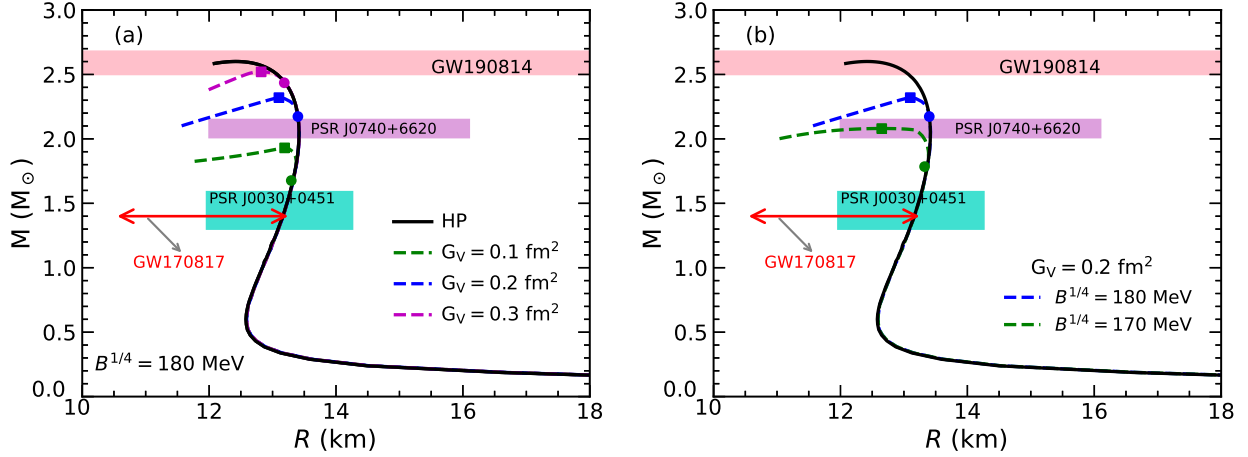 (a)
GW190814
PSR J0740+6620
PSR J0030+0451
GW170817
HP
G_V = 0.1 fm²
G_V = 0.2 fm²
G_V = 0.3 fm²
B^{1/4} = 180 MeV
M (M_⊙)
3.0
2.5
2.0
1.5
1.0
0.5
0.0
10 12 14 16 18
R (km)
(b)
GW190814
PSR J0740+6620
PSR J0030+0451
GW170817
G_V = 0.2 fm²
B^{1/4} = 180 MeV
B^{1/4} = 170 MeV
M (M_⊙)
3.0
2.5
2.0
1.5
1.0
0.5
0.0
10 12 14 16 18
R (km)